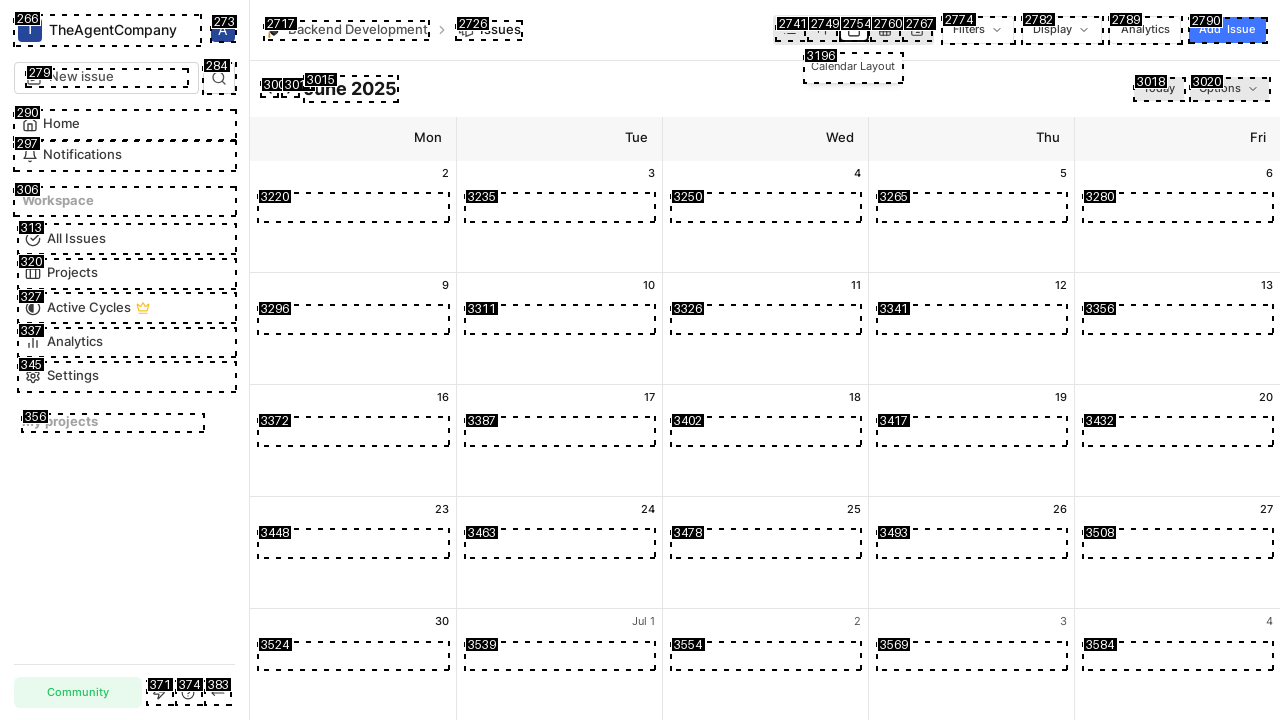 266 TheAgentCompany 273
279 New issue 284
290 Home
297 Notifications
306 Workspace
313 All Issues
320 Projects
327 Active Cycles
337 Analytics
345 Settings
356 My projects
Community 371 374 383
2717 Backend Development 2726 Issues 2741 2749 2754 2760 2767 2774 Filters 2782 Display 2789 Analytics 2790 Add Issue
3196 Calendar Layout
3015 June 2025 3018 Today 3020 Options
Mon Tue Wed Thu Fri
2 3 4 5 6
3220 3235 3250 3265 3280
9 10 11 12 13
3296 3311 3326 3341 3356
16 17 18 19 20
3372 3387 3402 3417 3432
23 24 25 26 27
3448 3463 3478 3493 3508
30 Jul 1 2 3 4
3524 3539 3554 3569 3584